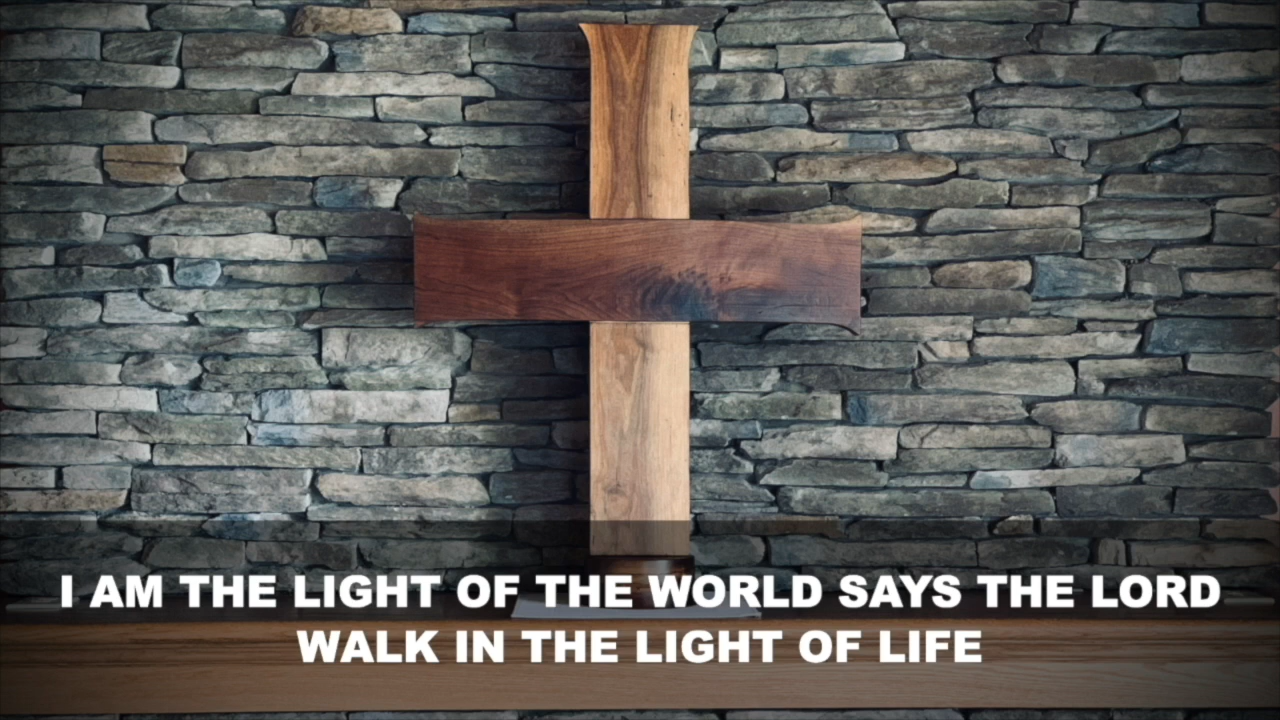 I AM THE LIGHT OF THE WORLD SAYS THE LORD
WALK IN THE LIGHT OF LIFE